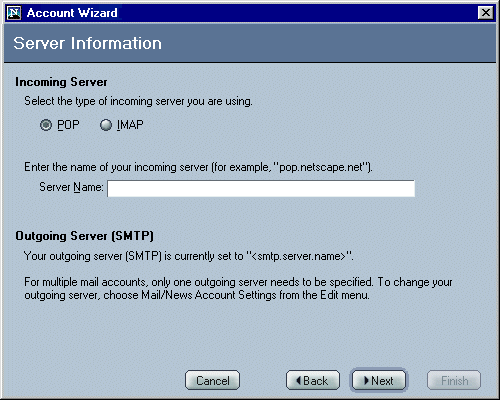 N Account Wizard
Server Information
Incoming Server
Select the type of incoming server you are using.
POP IMAP
Enter the name of your incoming server (for example, "pop.netscape.net").
Server Name:
Outgoing Server (SMTP)
Your outgoing server (SMTP) is currently set to "<smtp.server.name>".
For multiple mail accounts, only one outgoing server needs to be specified. To change your
outgoing server, choose Mail/News Account Settings from the Edit menu.
Cancel Back Next Finish